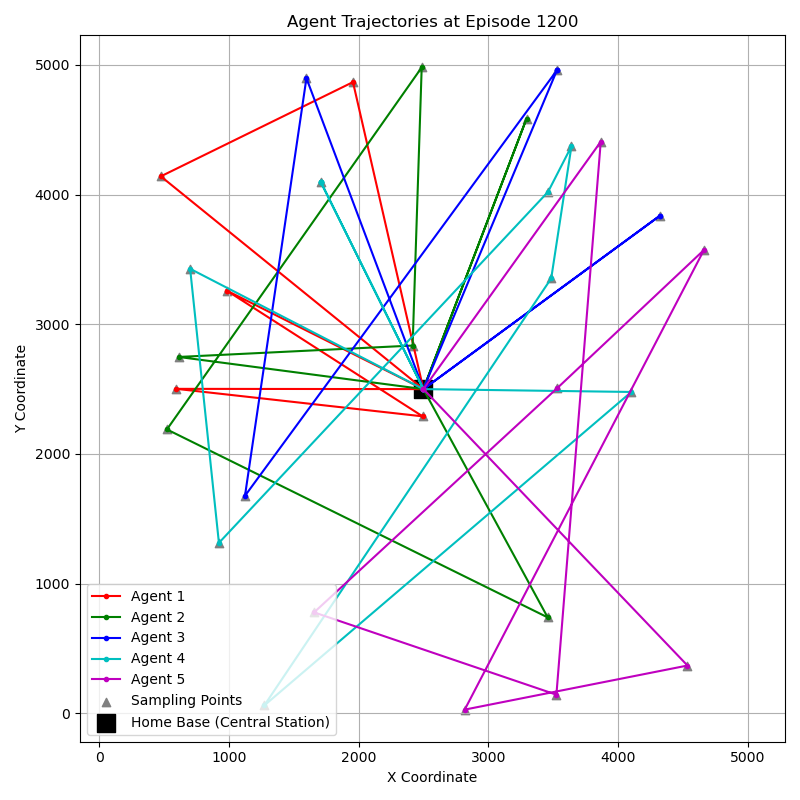 Agent Trajectories at Episode 1200
Y Coordinate
5000
4000
3000
2000
1000
0
Agent 1
Agent 2
Agent 3
Agent 4
Agent 5
Sampling Points
Home Base (Central Station)
0 1000 2000 3000 4000 5000
X Coordinate